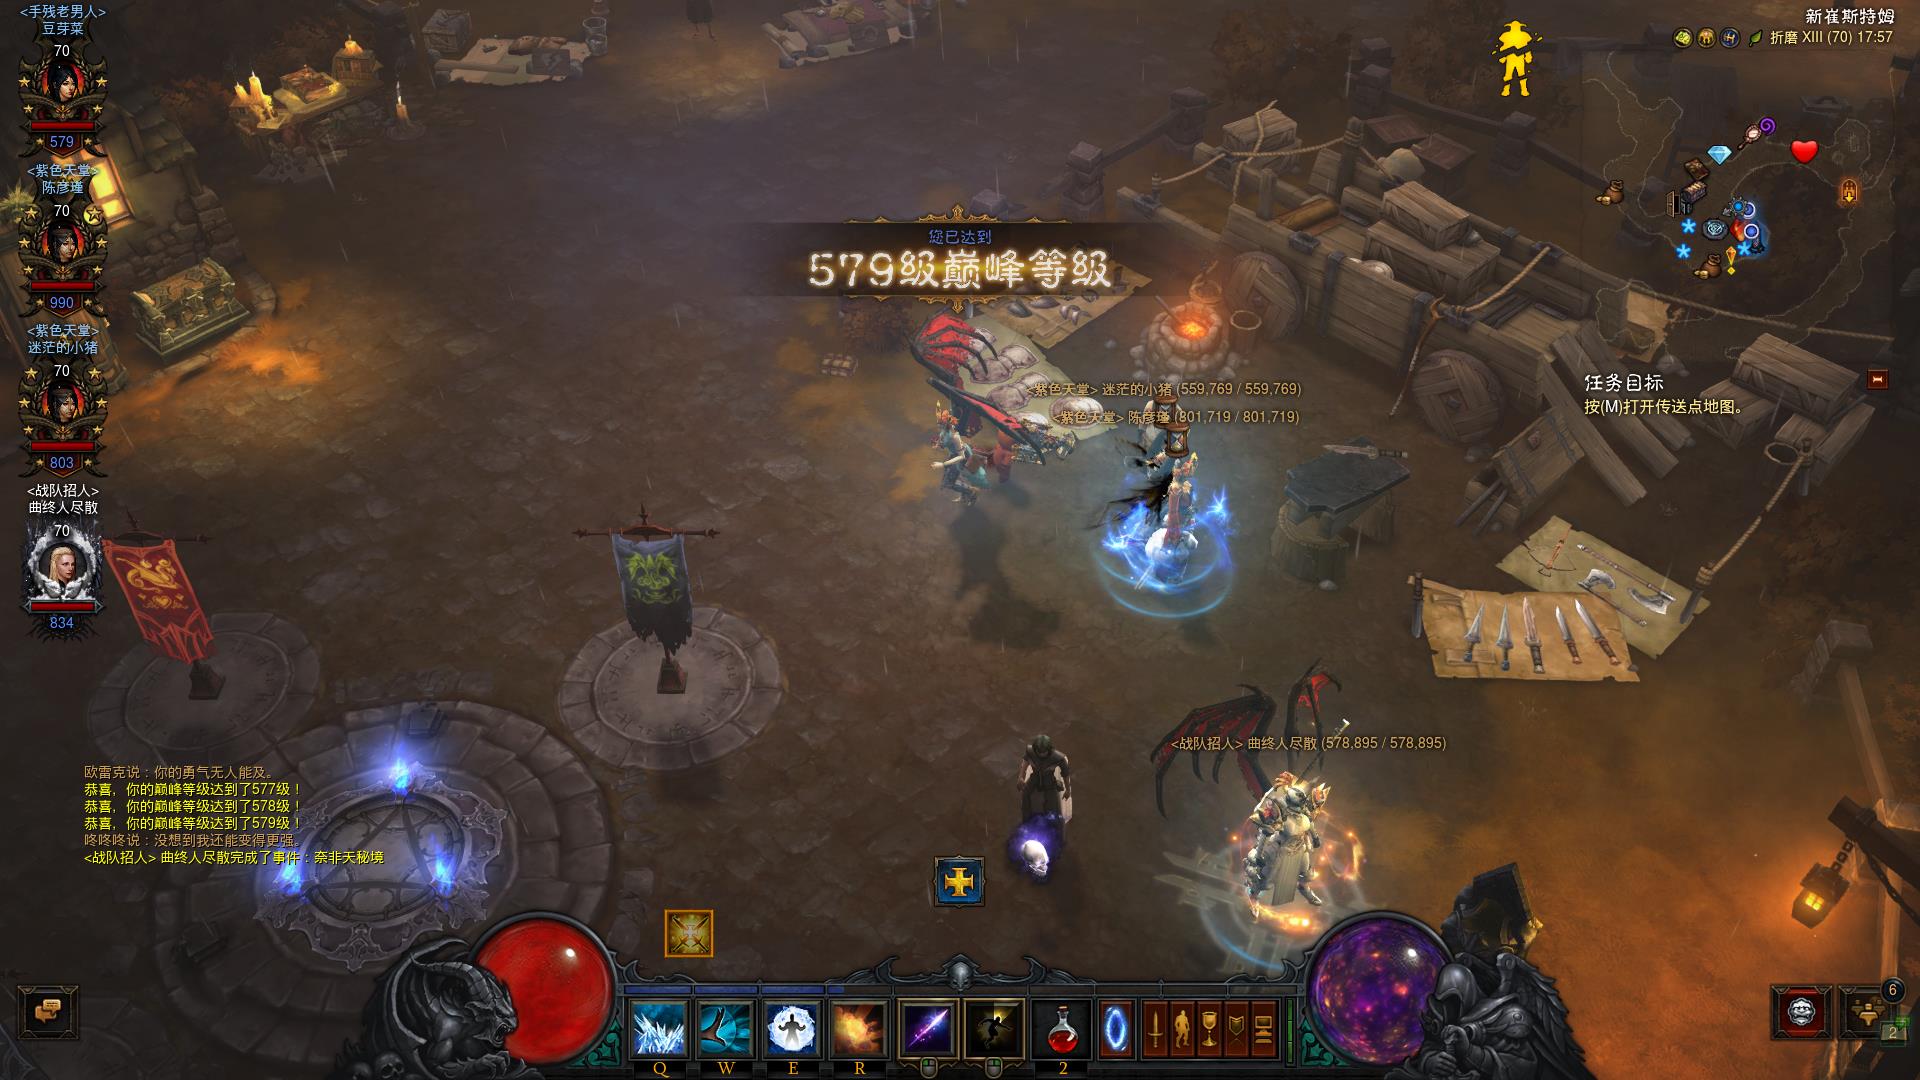 <手残老男人>
豆芽菜
70
579
<紫色天堂>
陈彦瑾
70
990
<紫色天堂>
迷茫的小猪
70
803
<战队招人>
曲终人尽散
70
834
新崔斯特姆
折磨 XIII (70) 17:57
您已达到
579级巅峰等级
<紫色天堂> 迷茫的小猪 (559,769 / 559,769)
<紫色天堂> 陈彦瑾 (801,719 / 801,719)
任务目标
按(M)打开传送点地图。
<战队招人> 曲终人尽散 (578,895 / 578,895)
欧雷克说：你的勇气无人能及。
恭喜，你的巅峰等级达到了577级！
恭喜，你的巅峰等级达到了578级！
恭喜，你的巅峰等级达到了579级！
咚咚咚说：没想到我还能变得更强。
<战队招人> 曲终人尽散完成了事件：奈非天秘境
Q W E R 2
6
2